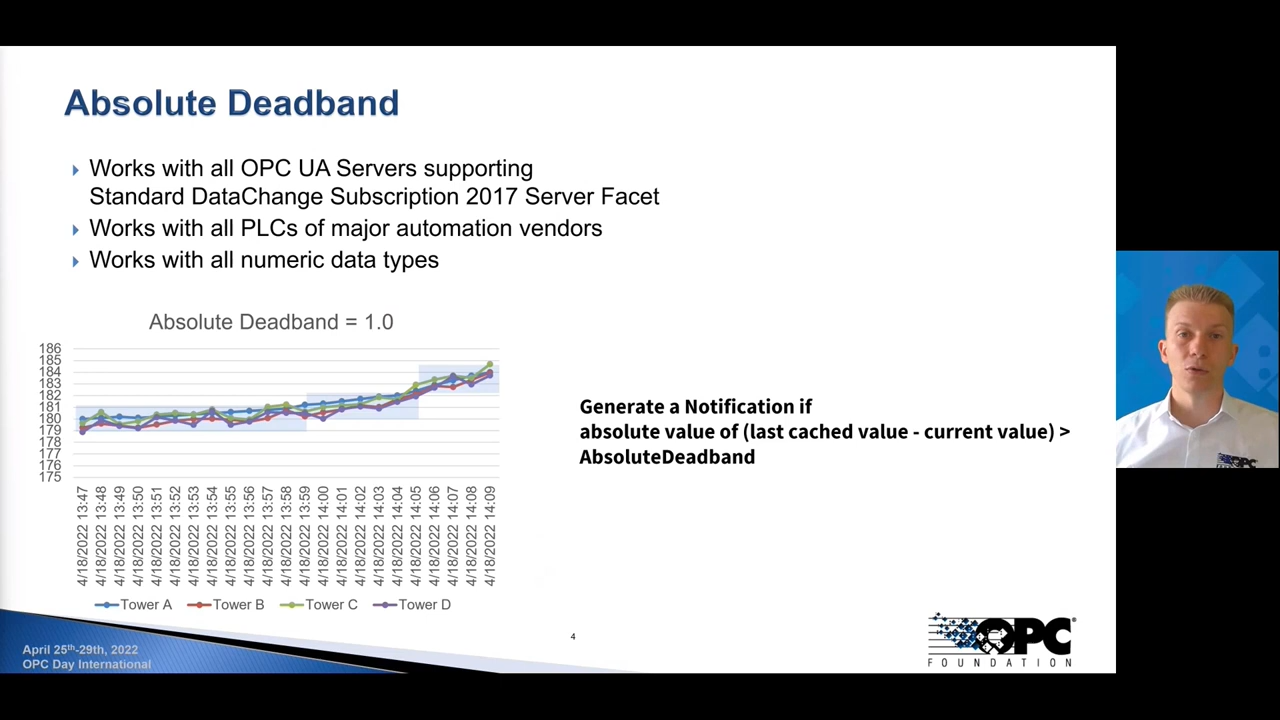 Absolute Deadband
Works with all OPC UA Servers supporting
Standard DataChange Subscription 2017 Server Facet
Works with all PLCs of major automation vendors
Works with all numeric data types
Absolute Deadband = 1.0
186
185
184
183
182
181
180
179
178
177
176
175
4/18/2022 13:47
4/18/2022 13:48
4/18/2022 13:49
4/18/2022 13:50
4/18/2022 13:51
4/18/2022 13:52
4/18/2022 13:53
4/18/2022 13:54
4/18/2022 13:55
4/18/2022 13:56
4/18/2022 13:57
4/18/2022 13:58
4/18/2022 13:59
4/18/2022 14:00
4/18/2022 14:01
4/18/2022 14:02
4/18/2022 14:03
4/18/2022 14:04
4/18/2022 14:05
4/18/2022 14:06
4/18/2022 14:07
4/18/2022 14:08
4/18/2022 14:09
Tower A Tower B Tower C Tower D
Generate a Notification if
absolute value of (last cached value - current value) >
AbsoluteDeadband
4
April 25th-29th, 2022
OPC Day International
OPC®
FOUNDATION
OPC